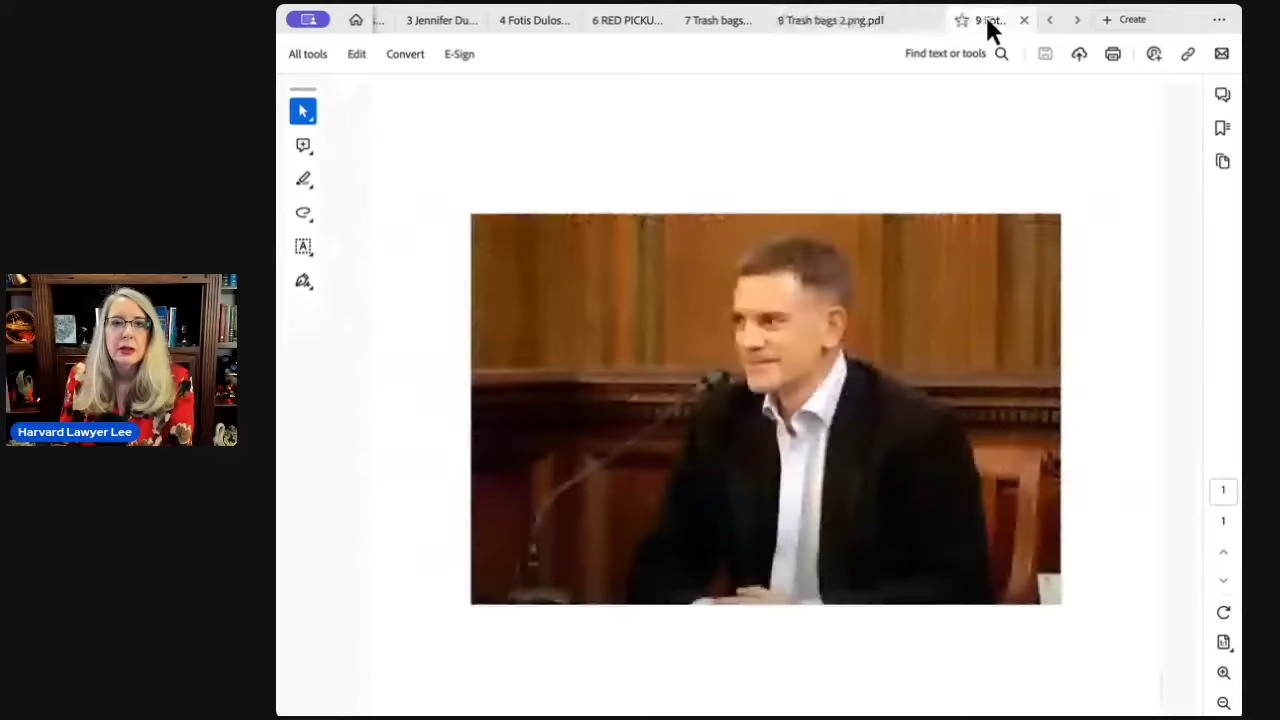 3 Jennifer Du...
4 Fotis Dulos...
6 RED PICKU...
7 Trash bags...
8 Trash bags 2.png.pdf
Create
All tools
Edit
Convert
E-Sign
Find text or tools
Harvard Lawyer Lee
1
1